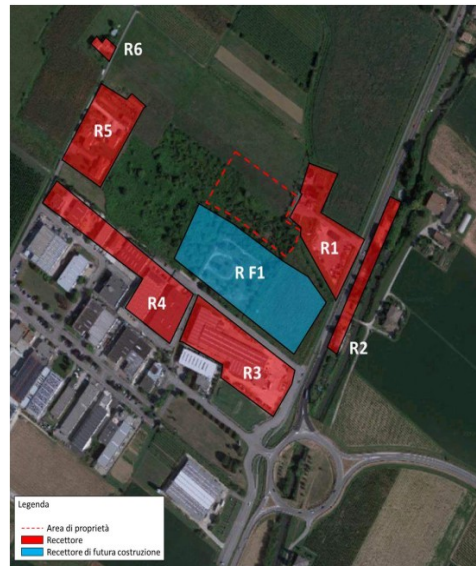 R6
R5
R1
R F1
R4
R2
R3
Legenda
Area di proprietà
Recettore
Recettore di futura costruzione